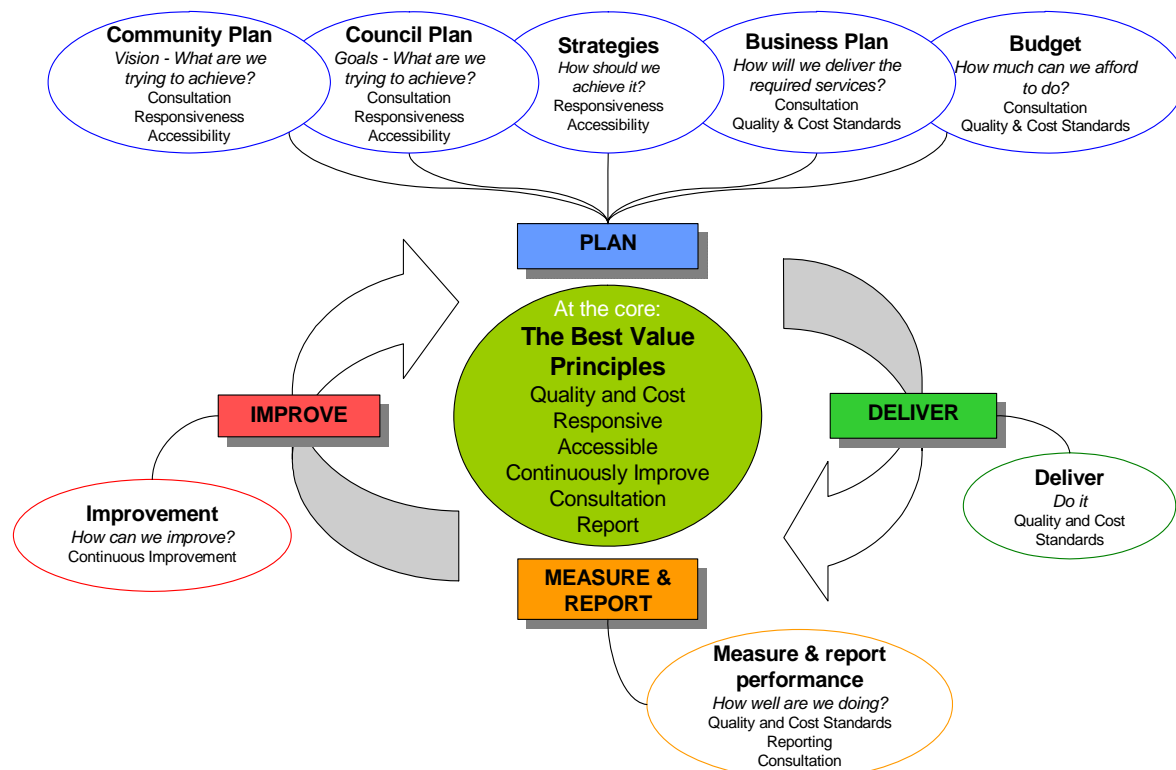 Community Plan
Vision - What are we
trying to achieve?
Consultation
Responsiveness
Accessibility
Council Plan
Goals - What are we
trying to achieve?
Consultation
Responsiveness
Accessibility
Strategies
How should we
achieve it?
Responsiveness
Accessibility
Business Plan
How will we deliver the
required services?
Consultation
Quality & Cost Standards
Budget
How much can we afford
to do?
Consultation
Quality & Cost Standards
PLAN
At the core:
The Best Value
Principles
Quality and Cost
Responsive
Accessible
Continuously Improve
Consultation
Report
IMPROVE
DELIVER
Improvement
How can we improve?
Continuous Improvement
Deliver
Do it
Quality and Cost
Standards
MEASURE &
REPORT
Measure & report
performance
How well are we doing?
Quality and Cost Standards
Reporting
Consultation